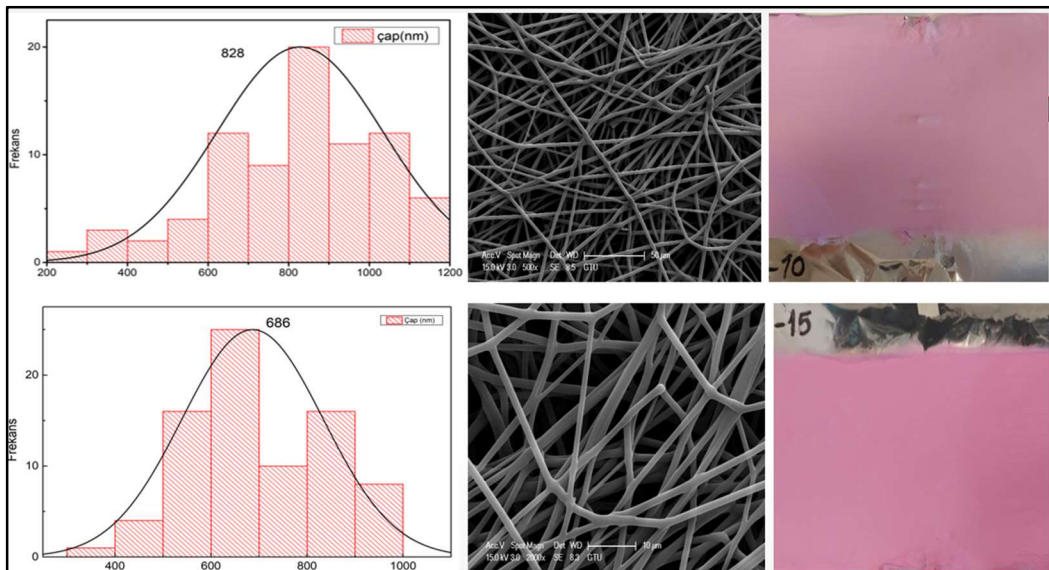 çap(nm)
828
Frekans
20
10
0
200 400 600 800 1000 1200
Acc.V Spot Magn Det WD 50 µm
15.0 kV 3.0 500x SE 8.5 GTU
-10
Çap (nm)
686
Frekans
20
10
0
400 600 800 1000
Acc.V Spot Magn Det WD 10 µm
15.0 kV 3.0 2000x SE 8.3 GTU
-15